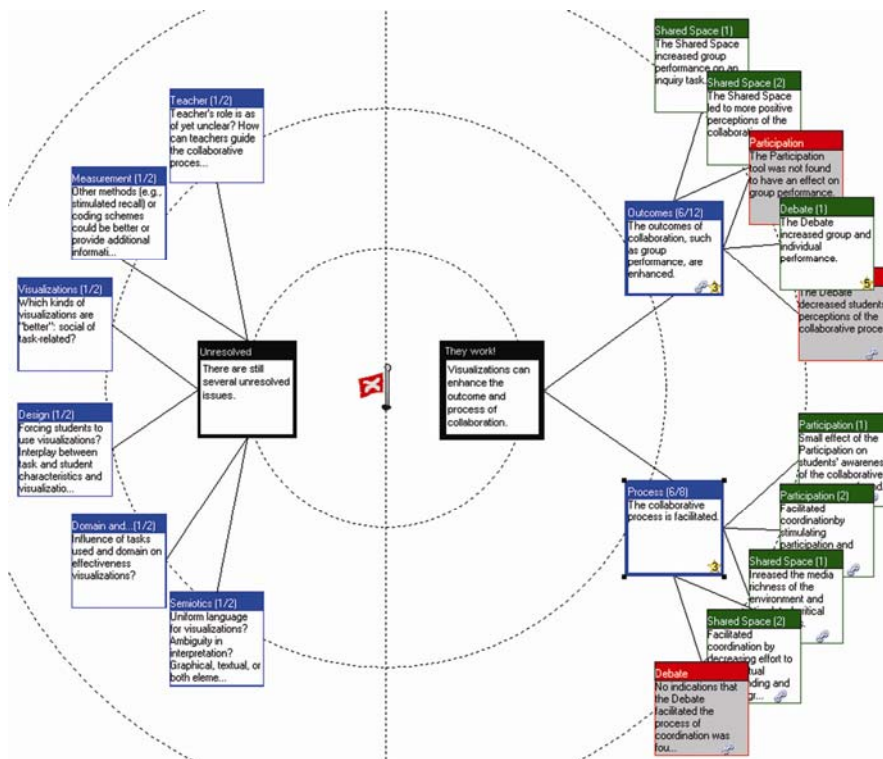 Teacher (1/2)
Teacher's role is as
of yet unclear? How
can teachers guide
the collaborative
proces...
Measurement (1/2)
Other methods (e.g.,
stimulated recall) or
coding schemes
could be better or
provide additional
informati...
Visualizations (1/2)
Which kinds of
visualizations are
"better": social of
task-related?
Design (1/2)
Forcing students to
use visualizations?
Interplay between
task and student
characteristics and
visualizatio...
Domain and...(1/2)
Influence of tasks
used and domain on
effectiveness
visualizations?
Semiotics (1/2)
Uniform language
for visualizations?
Ambiguity in
interpretation?
Graphical, textual, or
both eleme...
Unresolved
There are still
several unresolved
issues.
They work!
Visualizations can
enhance the
outcome and
process of
collaboration.
Outcomes (6/12)
The outcomes of
collaboration, such
as group
performance, are
enhanced.
3
Shared Space (1)
The Shared Space
increased group
performance on an
inquiry task.
Shared Space (2)
The Shared Space
led to more positive
perceptions of the
Participation
The Participation
tool was not found
to have an effect on
group performance.
Debate (1)
The Debate
increased group and
individual
performance.
5
The Debate
decreased students'
perceptions of the
collaborative
Process (6/8)
The collaborative
process is facilitated.
3
Participation (1)
Small effect of the
Participation on
students' awareness
of the collaborative
Participation (2)
Facilitated
coordinationby
stimulating
participation and
Shared Space (1)
Inreased the media
richness of the
environment and
Shared Space (2)
Facilitated
coordination by
decreasing effort to
Debate
No indications that
the Debate
facilitated the
process of
coordination was
fou...